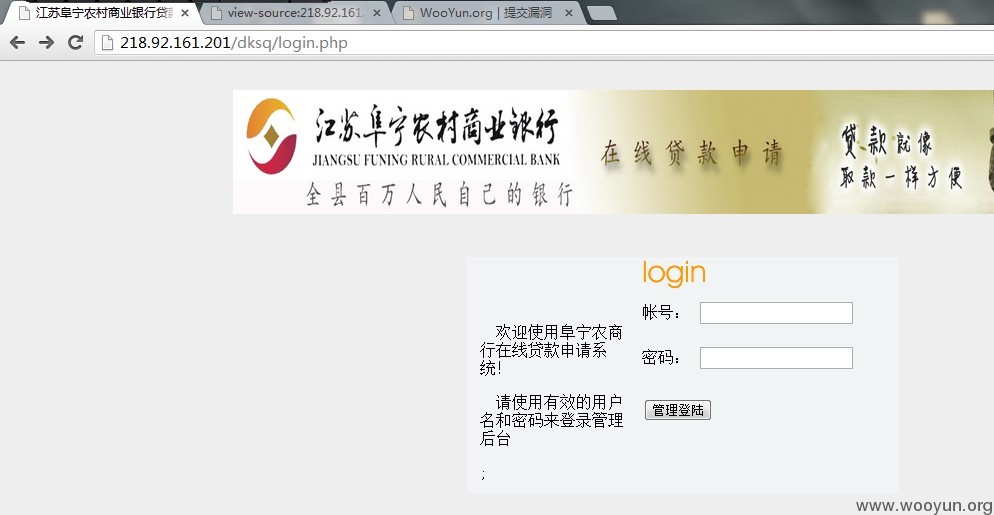 江苏阜宁农村商业银行贷
view-source:218.92.161.
WooYun.org | 提交漏洞
218.92.161.201/dksq/login.php
江苏阜宁农村商业银行
JIANGSU FUNING RURAL COMMERCIAL BANK
全县百万人民自己的银行
在线贷款申请
贷款就像
取款一样方便
login
欢迎使用阜宁农商
行在线贷款申请系
统!
请使用有效的用户
名和密码来登录管理
后台
;
帐号：
密码：
管理登陆
www.wooyun.org